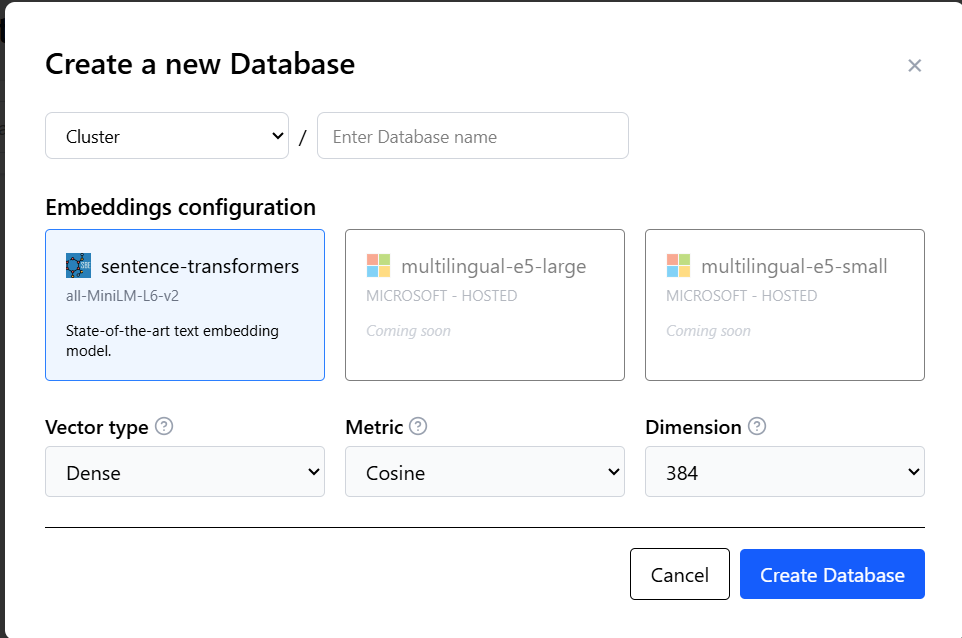 Create a new Database
Cluster / Enter Database name
Embeddings configuration
sentence-transformers
all-MiniLM-L6-v2
State-of-the-art text embedding
model.
multilingual-e5-large
MICROSOFT - HOSTED
Coming soon
multilingual-e5-small
MICROSOFT - HOSTED
Coming soon
Vector type ?
Dense
Metric ?
Cosine
Dimension ?
384
Cancel
Create Database